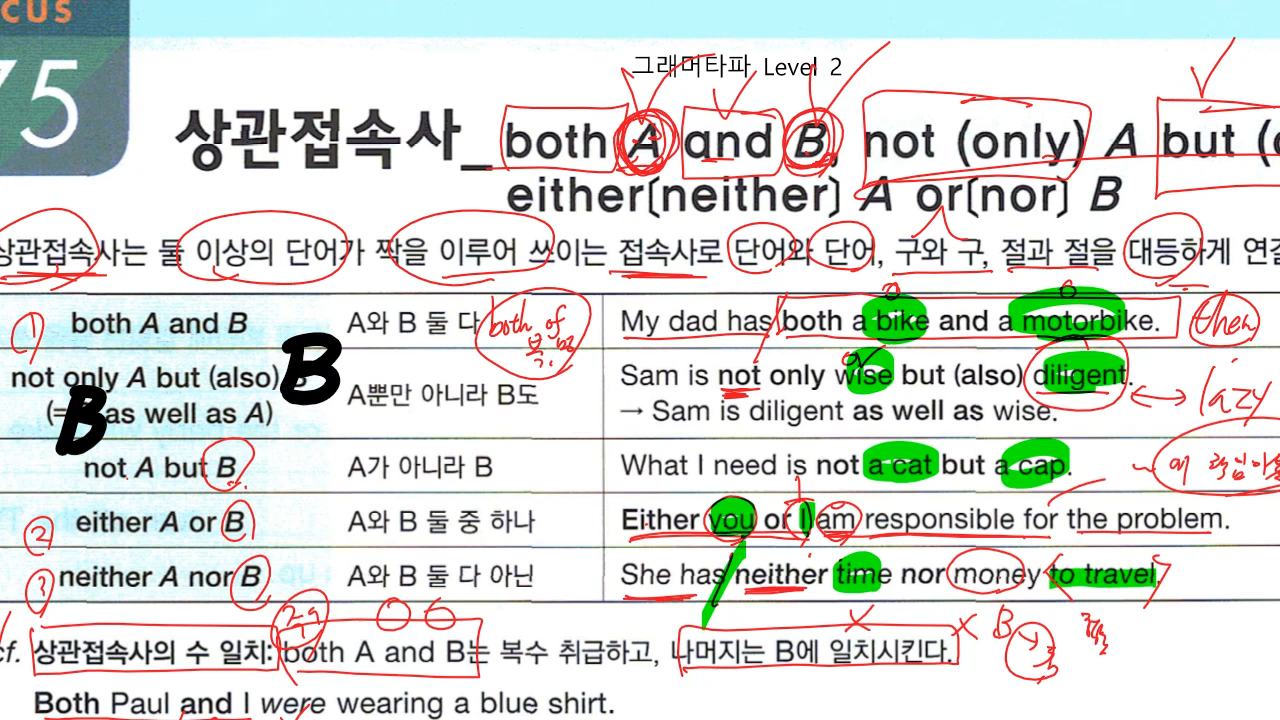 CUS
75
그래머타파 Level 2
상관접속사_both A and B, not (only) A but (
either(neither) A or(nor) B
상관접속사는 둘 이상의 단어가 짝을 이루어 쓰이는 접속사로 단어와 단어, 구와 구, 절과 절을 대등하게 연결
① both A and B A와 B 둘 다 both of My dad has both a bike and a motorbike. then
not only A but (also) B A뿐만 아니라 B도 Sam is not only wise but (also) diligent. lazy
(= B as well as A) → Sam is diligent as well as wise.
not A but B A가 아니라 B What I need is not a cat but a cap.
② either A or B A와 B 둘 중 하나 Either you or I am responsible for the problem.
③ neither A nor B A와 B 둘 다 아닌 She has neither time nor money to travel.
cf. 상관접속사의 수 일치: both A and B는 복수 취급하고, 나머지는 B에 일치시킨다. B
Both Paul and I were wearing a blue shirt.